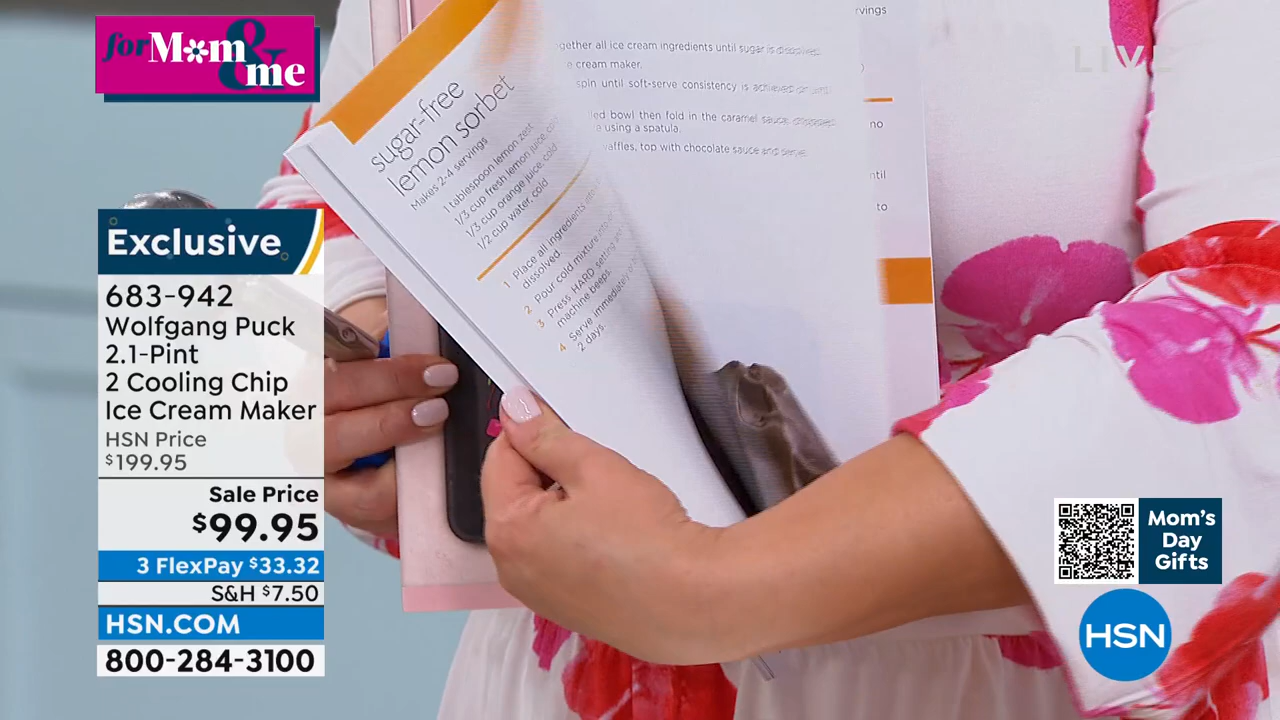 for Mom
&
me
LIVE
Exclusive
683-942
Wolfgang Puck
2.1-Pint
2 Cooling Chip
Ice Cream Maker
HSN Price
$199.95
Sale Price
$99.95
3 FlexPay $33.32
S&H $7.50
HSN.COM
800-284-3100
sugar-free
lemon sorbet
Makes 2-4 servings
1 tablespoon lemon zest
1/3 cup fresh lemon juice, cold
1/3 cup orange juice, cold
1/2 cup water, cold
1 Place all ingredients
dissolved.
2 Pour cold mixture
3 Press HARD setting
machine beeps.
4 Serve immediately
2 days.
gether all ice cream ingredients until sugar is dissolved.
e cream maker.
spin until soft-serve consistency is achieved or until
led bowl then fold in the caramel sauce,
using a spatula.
waffles, top with chocolate sauce and serve.
rvings
no
ntil
to
Mom's
Day
Gifts
HSN